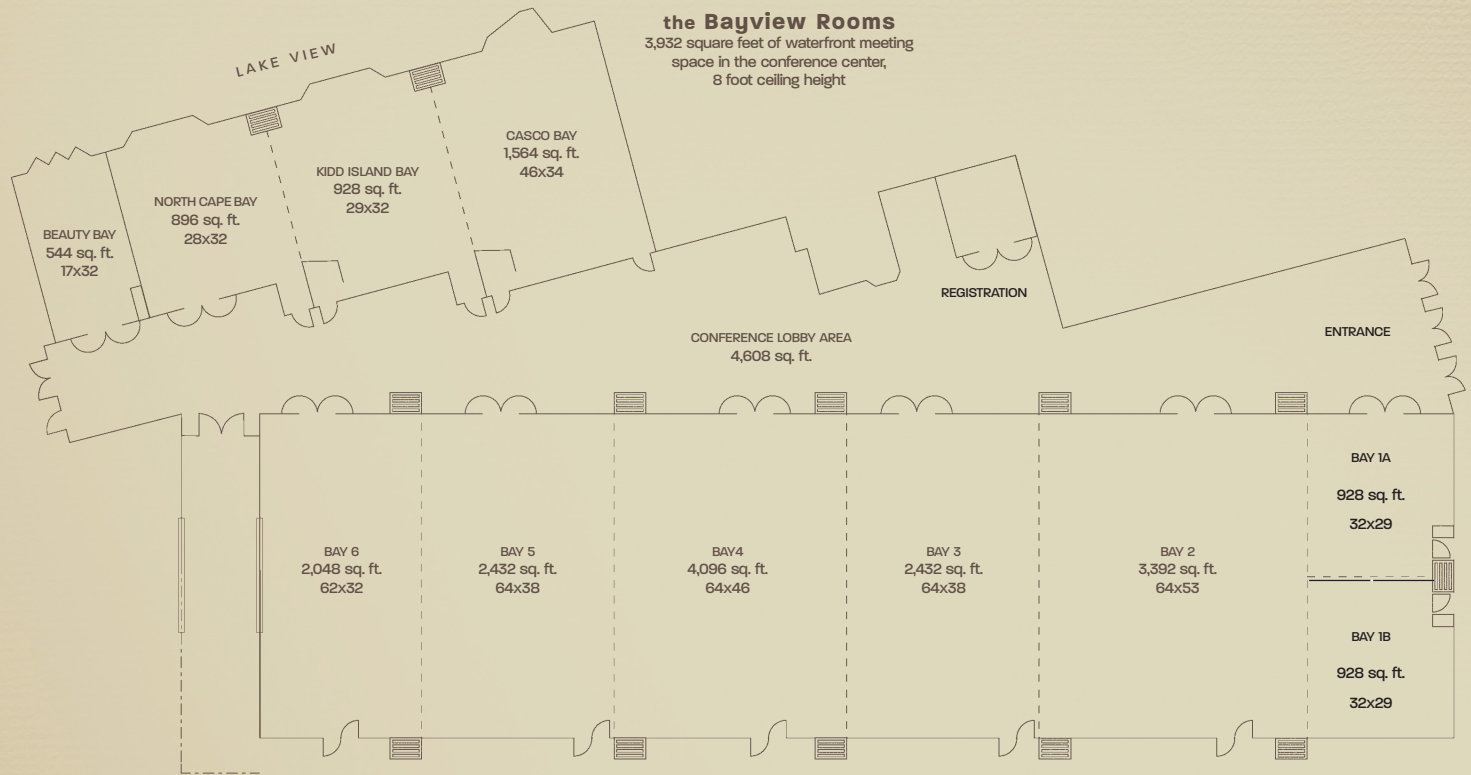 the Bayview Rooms
3,932 square feet of waterfront meeting
space in the conference center,
8 foot ceiling height
LAKE VIEW
CASCO BAY
1,564 sq. ft.
46x34
KIDD ISLAND BAY
928 sq. ft.
29x32
NORTH CAPE BAY
896 sq. ft.
28x32
BEAUTY BAY
544 sq. ft.
17x32
REGISTRATION
ENTRANCE
CONFERENCE LOBBY AREA
4,608 sq. ft.
BAY 6
2,048 sq. ft.
62x32
BAY 5
2,432 sq. ft.
64x38
BAY4
4,096 sq. ft.
64x46
BAY 3
2,432 sq. ft.
64x38
BAY 2
3,392 sq. ft.
64x53
BAY 1A
928 sq. ft.
32x29
BAY 1B
928 sq. ft.
32x29